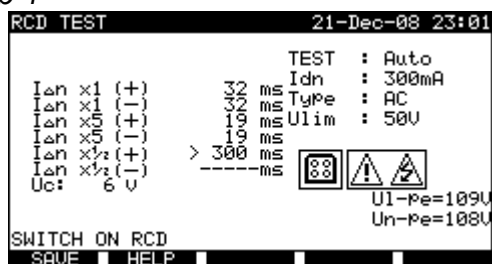 RCD TEST 21-Dec-08 23:01
TEST : Auto
Idn : 300mA
Type : AC
Ulim : 50V
IΔn x1 (+) 32 ms
IΔn x1 (−) 32 ms
IΔn x5 (+) 19 ms
IΔn x5 (−) 19 ms
IΔn x½ (+) > 300 ms
IΔn x½ (−) -----ms
Uc: 6 V
Ul-pe=109V
Un-pe=108V
SWITCH ON RCD
SAVE HELP